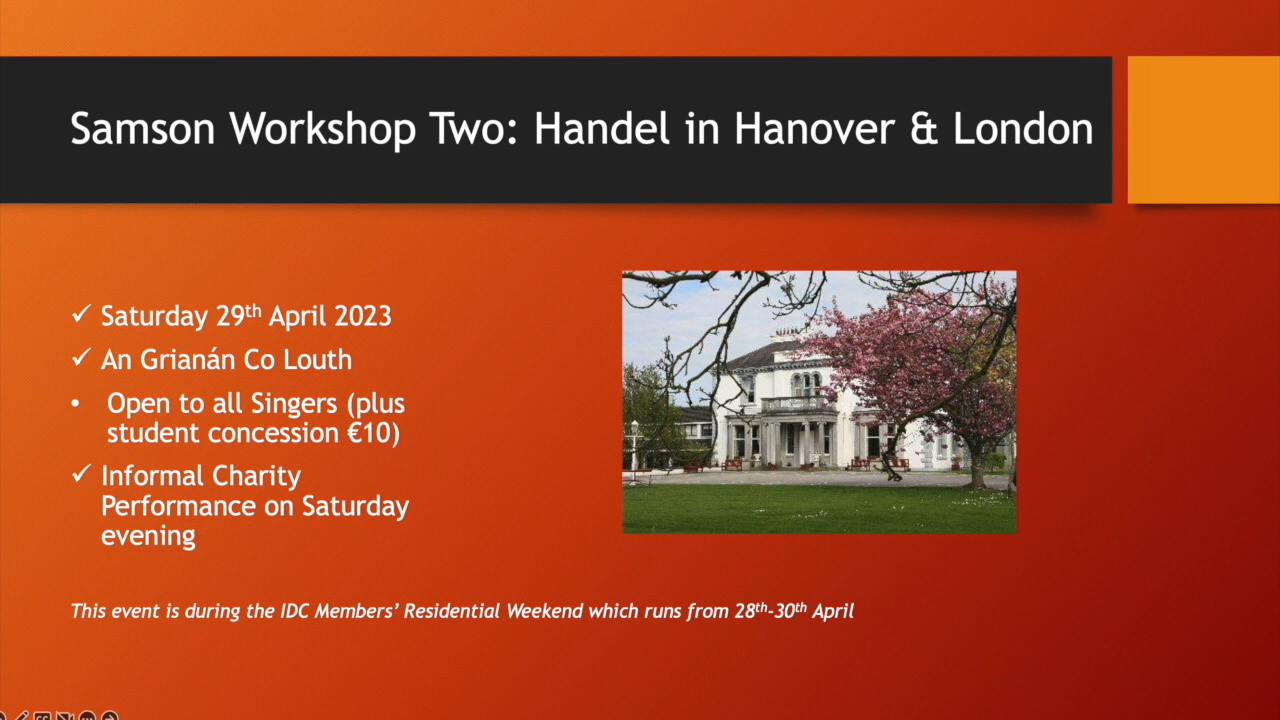 Samson Workshop Two: Handel in Hanover & London
✓ Saturday 29th April 2023
✓ An Grianán Co Louth
• Open to all Singers (plus
student concession €10)
✓ Informal Charity
Performance on Saturday
evening
This event is during the IDC Members’ Residential Weekend which runs from 28th-30th April